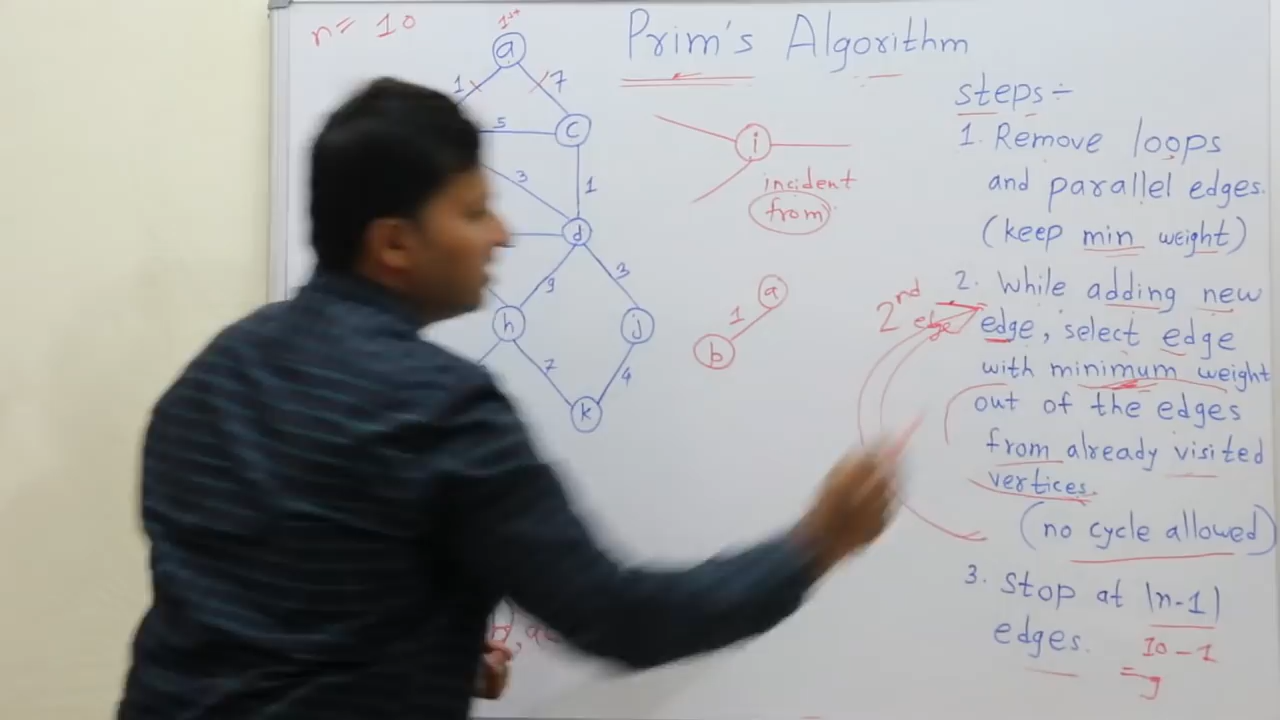 n = 10
1st
Prim's Algorithm
a
1
7
5
c
3
1
d
9
3
h
j
7
4
k
i
incident
from
a
1
b
2nd
edge
steps:-
1. Remove loops
and parallel edges.
(keep min weight)
2. While adding new
edge, select edge
with minimum weight
out of the edges
from already visited
vertices.
(no cycle allowed)
3. Stop at |n-1|
edges.
10-1
= 9